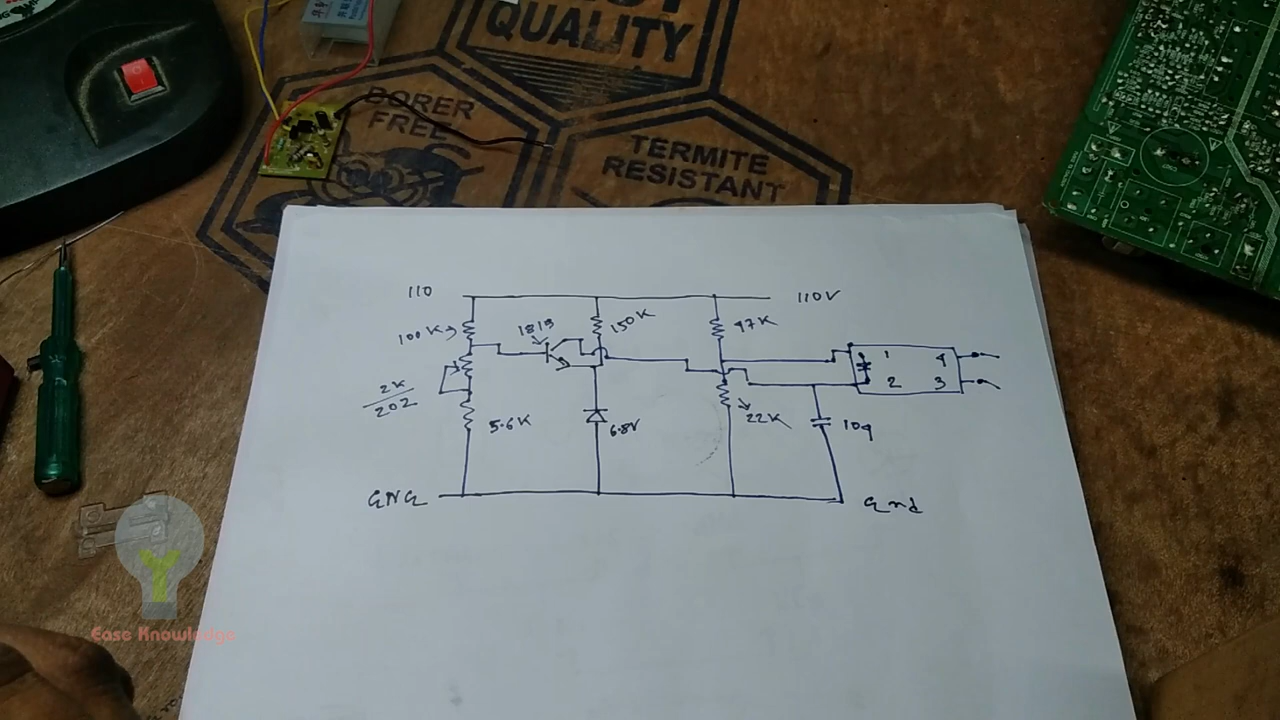 QUALITY
BORER
FREE
TERMITE
RESISTANT
110
110V
100K
1815
150K
47K
2K
202
5.6K
6.8V
22K
109
1
2
4
3
GNG
Gnd
Y
Ease Knowledge